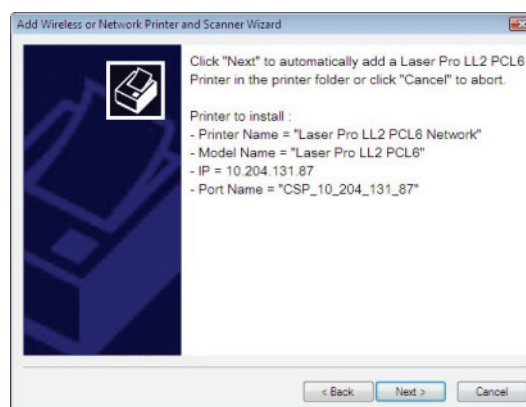 Add Wireless or Network Printer and Scanner Wizard
Click "Next" to automatically add a Laser Pro LL2 PCL6
Printer in the printer folder or click "Cancel" to abort.
Printer to install :
- Printer Name = "Laser Pro LL2 PCL6 Network"
- Model Name = "Laser Pro LL2 PCL6"
- IP = 10.204.131.87
- Port Name = "CSP_10_204_131_87"
< Back Next > Cancel